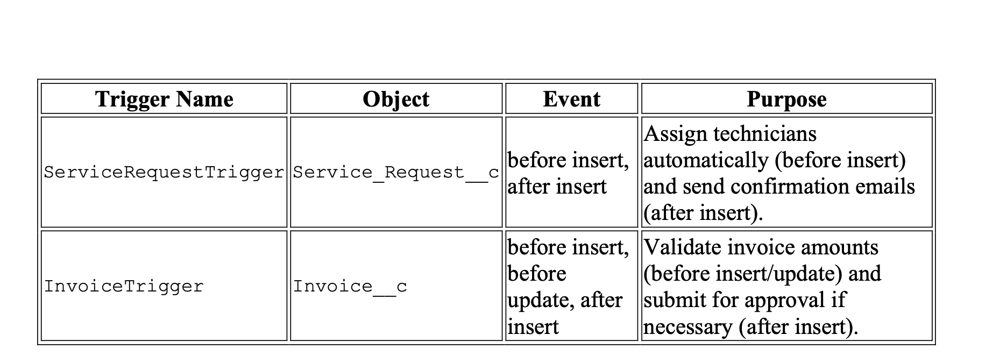 Trigger Name Object Event Purpose
ServiceRequestTrigger
Service_Request__c
before insert,
after insert
Assign technicians
automatically (before insert)
and send confirmation emails
(after insert).
InvoiceTrigger
Invoice__c
before insert,
before
update, after
insert
Validate invoice amounts
(before insert/update) and
submit for approval if
necessary (after insert).